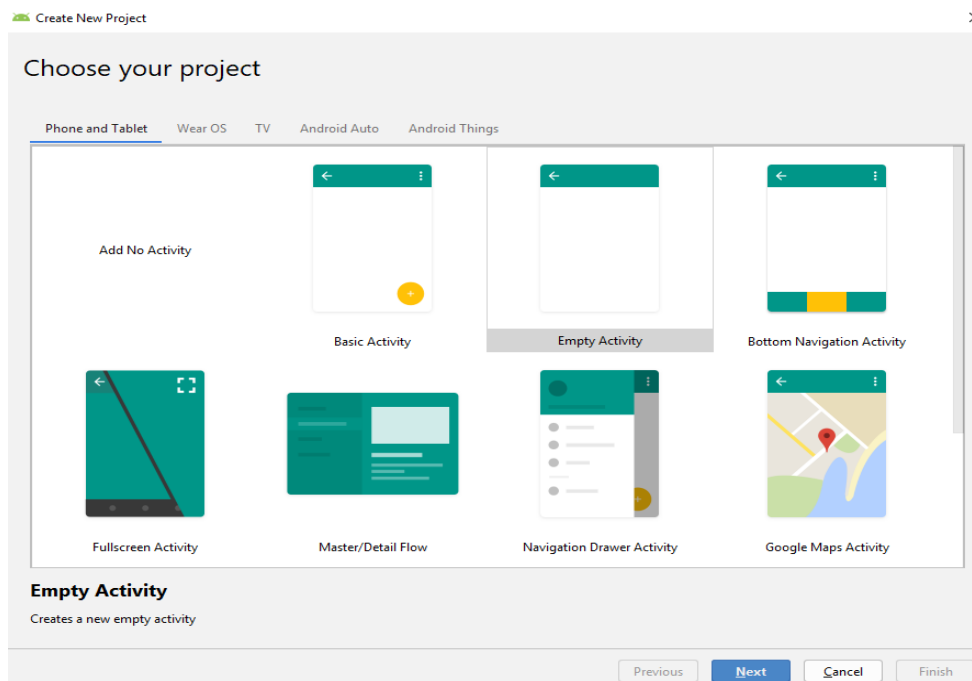 Create New Project
Choose your project
Phone and Tablet Wear OS TV Android Auto Android Things
Add No Activity
Basic Activity Empty Activity Bottom Navigation Activity
Fullscreen Activity Master/Detail Flow Navigation Drawer Activity Google Maps Activity
Empty Activity
Creates a new empty activity
Previous Next Cancel Finish